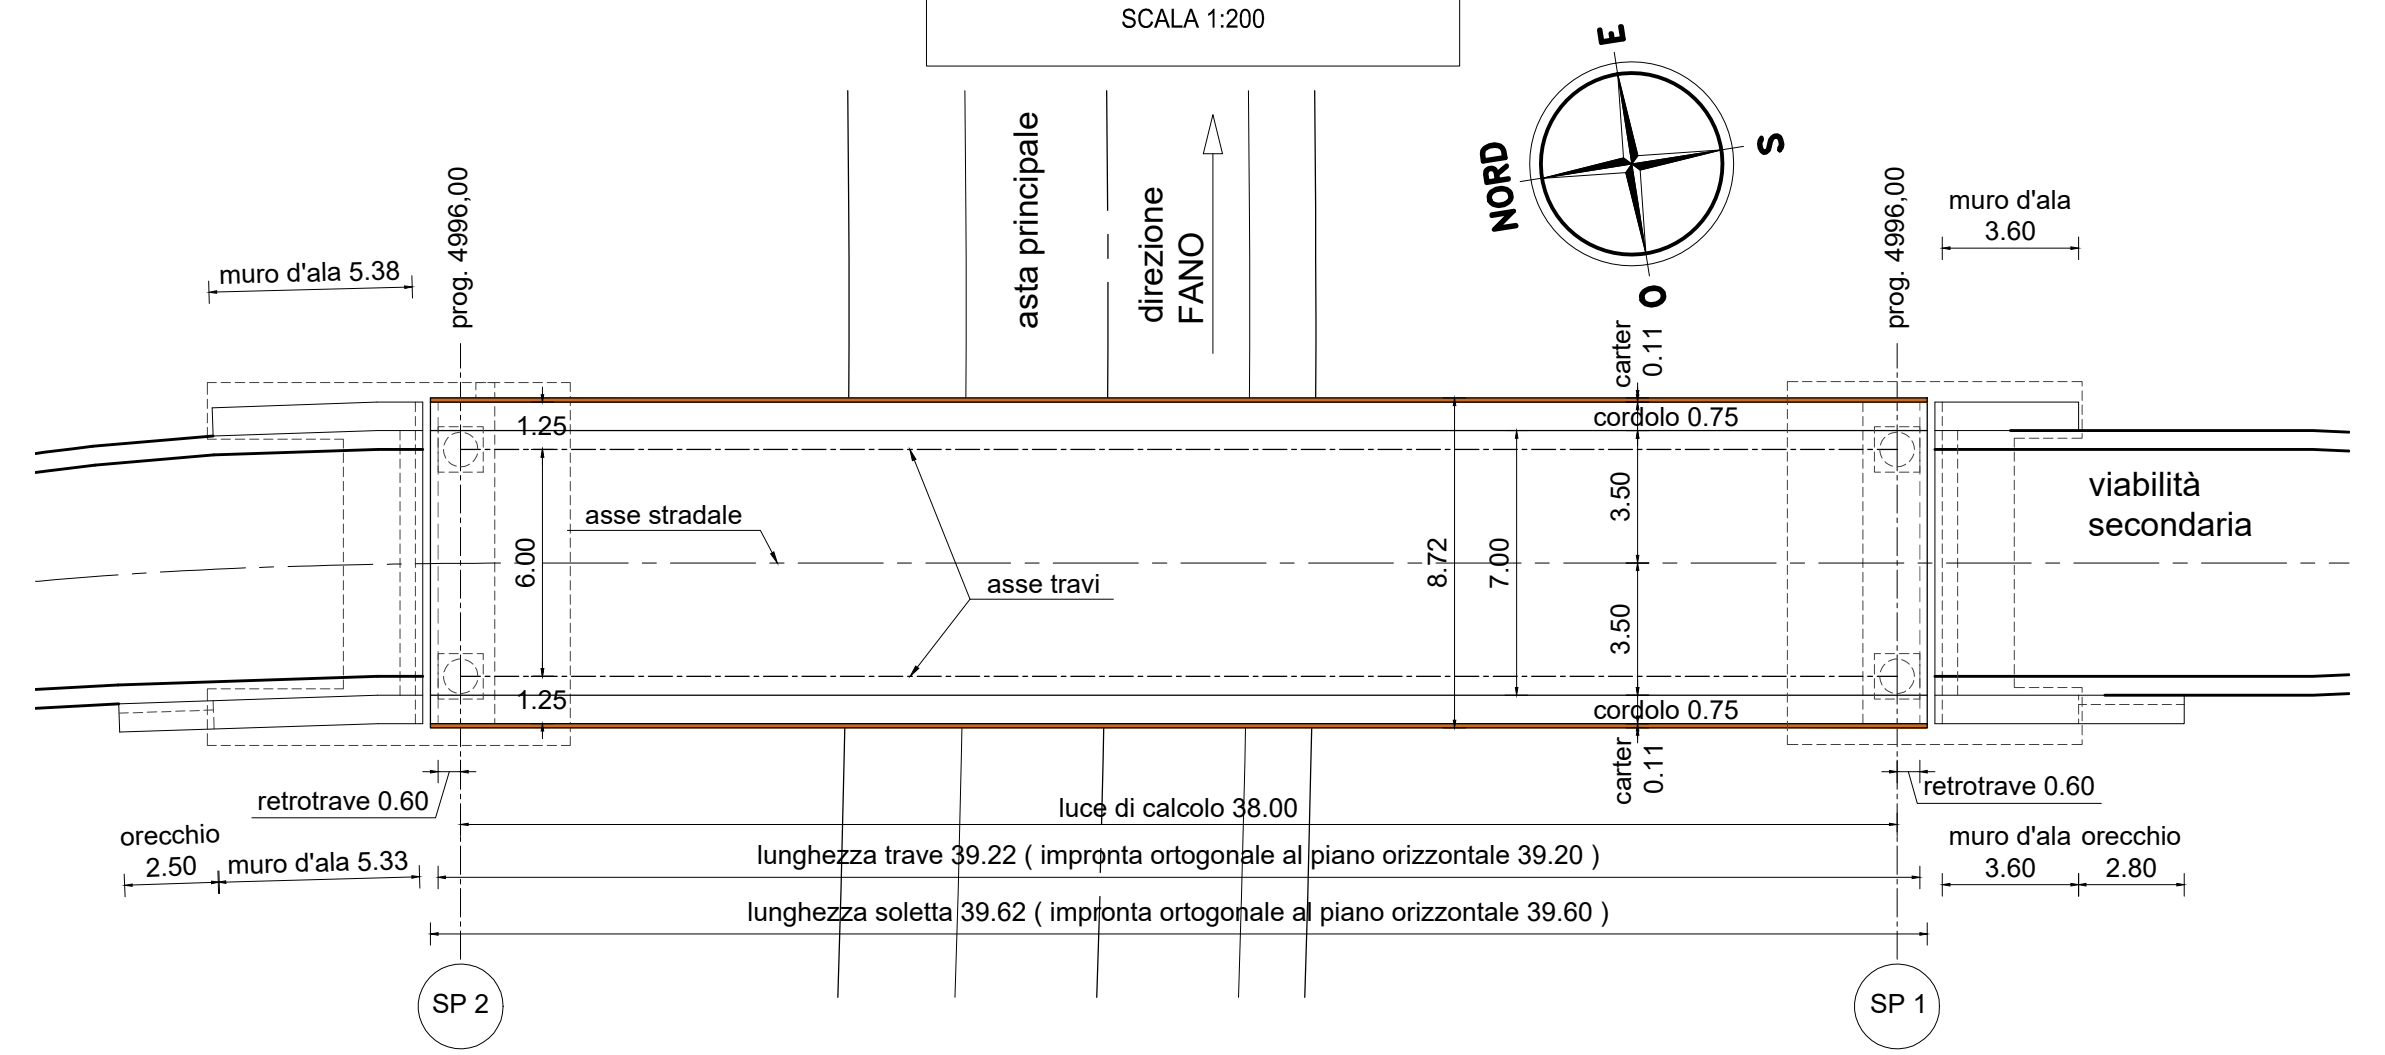 SCALA 1:200
E
NORD
S
O
asta principale
direzione
FANO
prog. 4996,00
prog. 4996,00
muro d'ala
3.60
muro d'ala 5.38
carter
0.11
1.25
cordolo 0.75
viabilità
secondaria
asse stradale
6.00
asse travi
8.72
7.00
3.50
3.50
1.25
cordolo 0.75
carter
0.11
retrotrave 0.60
retrotrave 0.60
luce di calcolo 38.00
orecchio
2.50
muro d'ala 5.33
lunghezza trave 39.22 ( impronta ortogonale al piano orizzontale 39.20 )
muro d'ala
3.60
orecchio
2.80
lunghezza soletta 39.62 ( impronta ortogonale al piano orizzontale 39.60 )
SP 2
SP 1